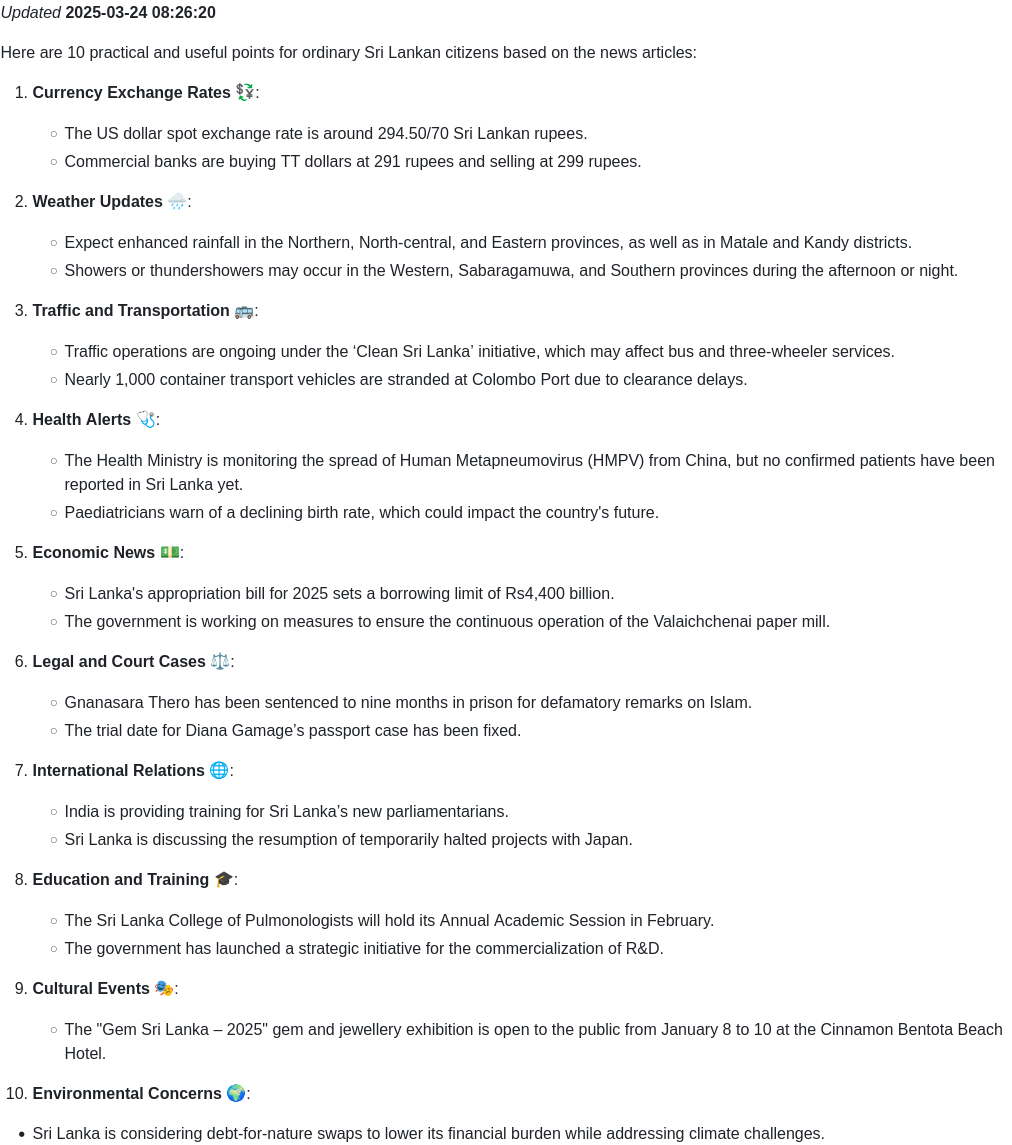 Updated 2025-03-24 08:26:20
Here are 10 practical and useful points for ordinary Sri Lankan citizens based on the news articles:
1. Currency Exchange Rates 💱:
○ The US dollar spot exchange rate is around 294.50/70 Sri Lankan rupees.
○ Commercial banks are buying TT dollars at 291 rupees and selling at 299 rupees.
2. Weather Updates 🌧️:
○ Expect enhanced rainfall in the Northern, North-central, and Eastern provinces, as well as in Matale and Kandy districts.
○ Showers or thundershowers may occur in the Western, Sabaragamuwa, and Southern provinces during the afternoon or night.
3. Traffic and Transportation 🚌:
○ Traffic operations are ongoing under the ‘Clean Sri Lanka’ initiative, which may affect bus and three-wheeler services.
○ Nearly 1,000 container transport vehicles are stranded at Colombo Port due to clearance delays.
4. Health Alerts 🩺:
○ The Health Ministry is monitoring the spread of Human Metapneumovirus (HMPV) from China, but no confirmed patients have been
reported in Sri Lanka yet.
○ Paediatricians warn of a declining birth rate, which could impact the country's future.
5. Economic News 💵:
○ Sri Lanka's appropriation bill for 2025 sets a borrowing limit of Rs4,400 billion.
○ The government is working on measures to ensure the continuous operation of the Valaichchenai paper mill.
6. Legal and Court Cases ⚖️:
○ Gnanasara Thero has been sentenced to nine months in prison for defamatory remarks on Islam.
○ The trial date for Diana Gamage’s passport case has been fixed.
7. International Relations 🌐:
○ India is providing training for Sri Lanka’s new parliamentarians.
○ Sri Lanka is discussing the resumption of temporarily halted projects with Japan.
8. Education and Training 🎓:
○ The Sri Lanka College of Pulmonologists will hold its Annual Academic Session in February.
○ The government has launched a strategic initiative for the commercialization of R&D.
9. Cultural Events 🎭:
○ The "Gem Sri Lanka – 2025" gem and jewellery exhibition is open to the public from January 8 to 10 at the Cinnamon Bentota Beach
Hotel.
10. Environmental Concerns 🌍:
• Sri Lanka is considering debt-for-nature swaps to lower its financial burden while addressing climate challenges.